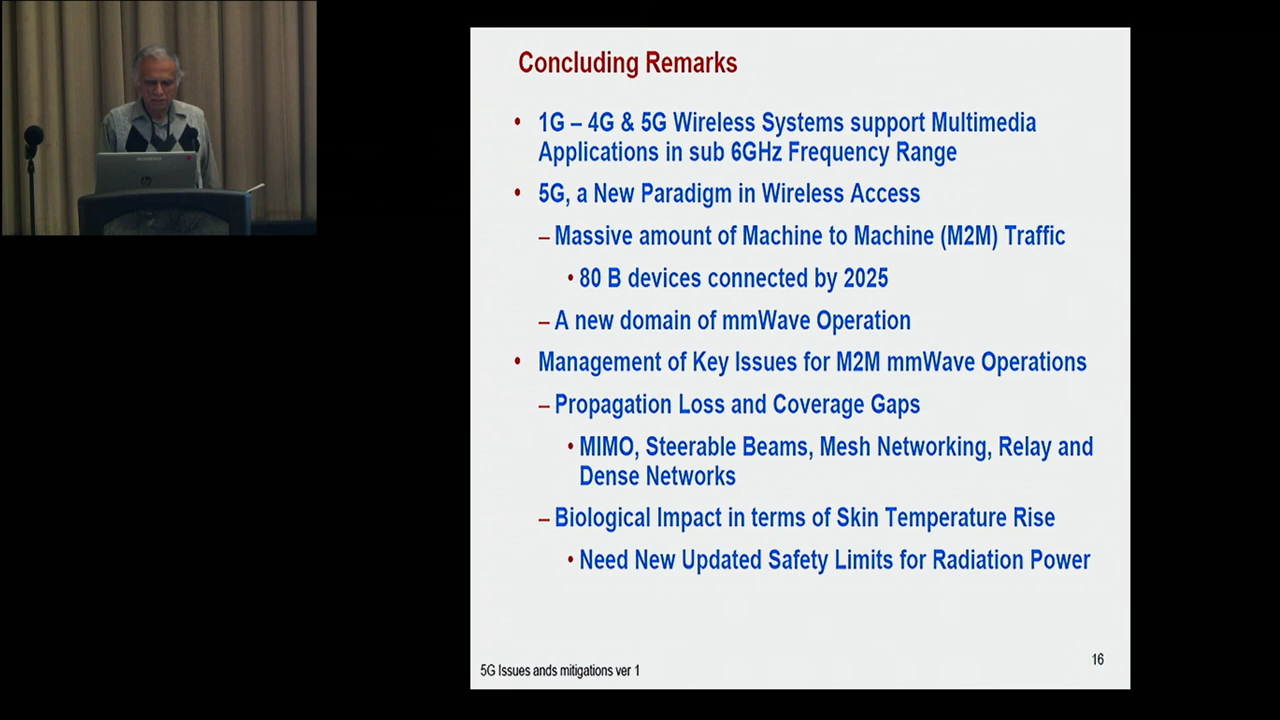 Concluding Remarks
• 1G – 4G & 5G Wireless Systems support Multimedia
Applications in sub 6GHz Frequency Range
• 5G, a New Paradigm in Wireless Access
– Massive amount of Machine to Machine (M2M) Traffic
• 80 B devices connected by 2025
– A new domain of mmWave Operation
• Management of Key Issues for M2M mmWave Operations
– Propagation Loss and Coverage Gaps
• MIMO, Steerable Beams, Mesh Networking, Relay and
Dense Networks
– Biological Impact in terms of Skin Temperature Rise
• Need New Updated Safety Limits for Radiation Power
16
5G Issues ands mitigations ver 1